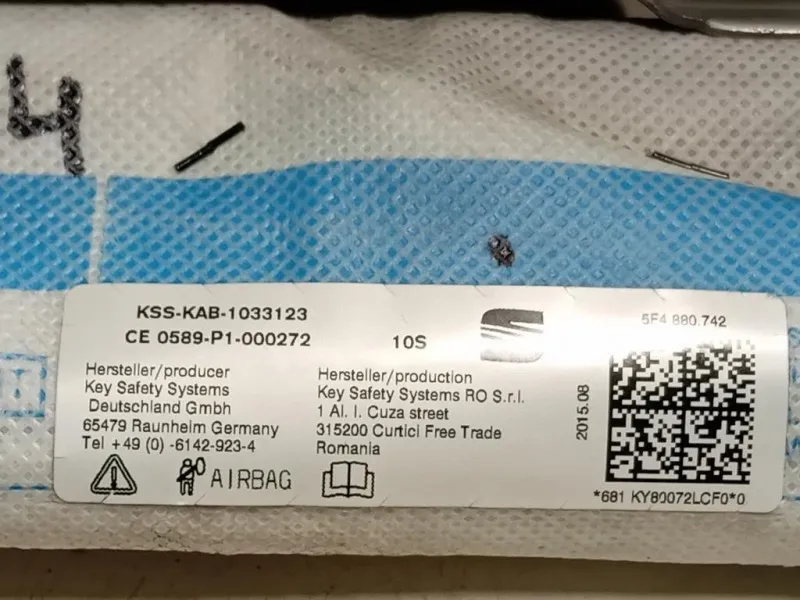 4
KSS-KAB-1033123
CE 0589-P1-000272
10S
Hersteller/producer
Key Safety Systems
Deutschland Gmbh
65479 Raunheim Germany
Tel +49 (0) -6142-923-4
Hersteller/production
Key Safety Systems RO S.r.l.
1 Al. I. Cuza street
315200 Curtici Free Trade
Romania
AIRBAG
5F4 880.742
2015.08
*681 KY80072LCF0*0